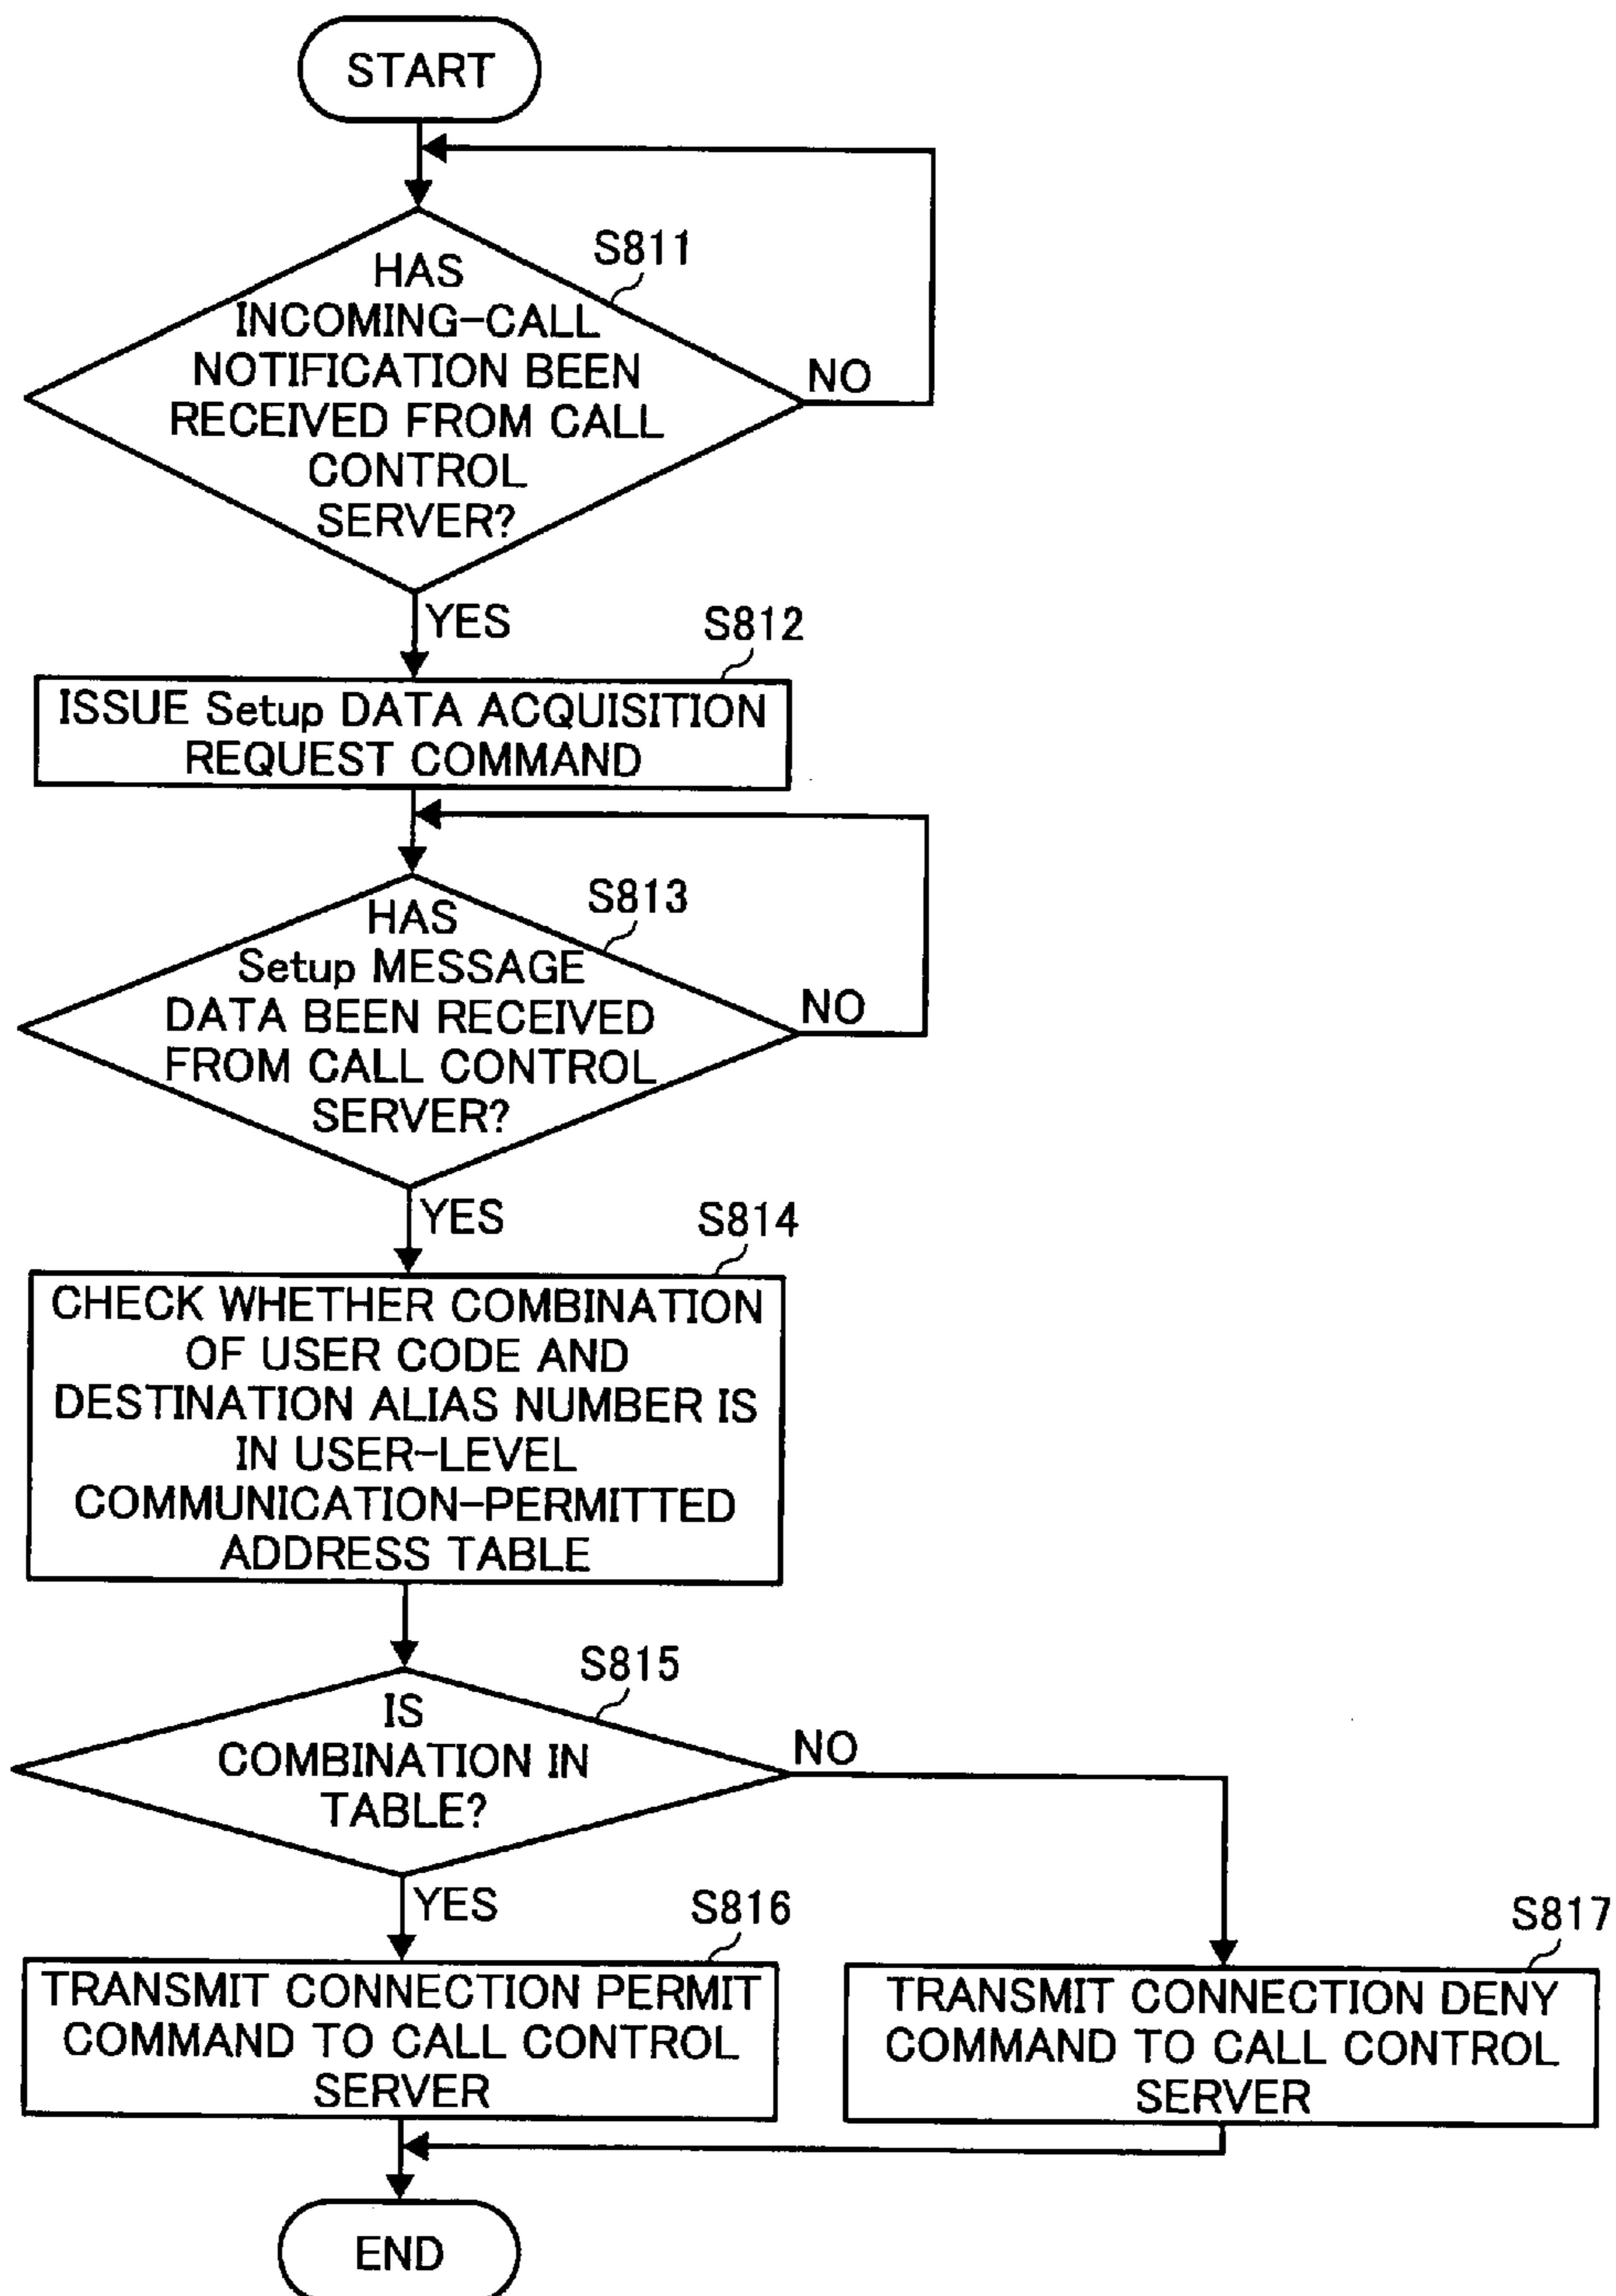 START
S811
HAS
INCOMING-CALL
NOTIFICATION BEEN
RECEIVED FROM CALL
CONTROL
SERVER?
NO
YES
S812
ISSUE Setup DATA ACQUISITION
REQUEST COMMAND
S813
HAS
Setup MESSAGE
DATA BEEN RECEIVED
FROM CALL CONTROL
SERVER?
NO
YES
S814
CHECK WHETHER COMBINATION
OF USER CODE AND
DESTINATION ALIAS NUMBER IS
IN USER-LEVEL
COMMUNICATION-PERMITTED
ADDRESS TABLE
S815
IS
COMBINATION IN
TABLE?
NO
YES
S816
TRANSMIT CONNECTION PERMIT
COMMAND TO CALL CONTROL
SERVER
S817
TRANSMIT CONNECTION DENY
COMMAND TO CALL CONTROL
SERVER
END